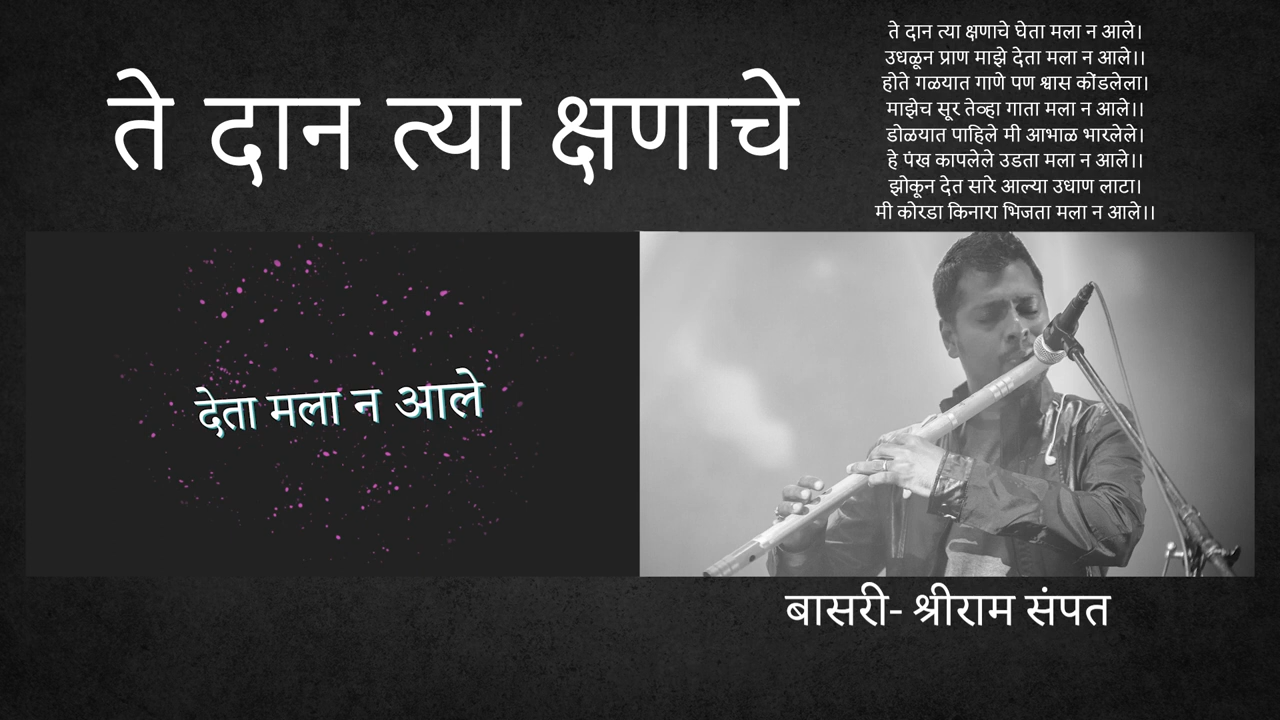 ते दान त्या क्षणाचे
ते दान त्या क्षणाचे घेता मला न आले।
उधळून प्राण माझे देता मला न आले।।
होते गळयात गाणे पण श्वास कोंडलेला।
माझेच सूर तेव्हा गाता मला न आले।।
डोळयात पाहिले मी आभाळ भारलेले।
हे पंख कापलेले उडता मला न आले।।
झोकून देत सारे आल्या उधाण लाटा।
मी कोरडा किनारा भिजता मला न आले।।
देता मला न आले
बासरी- श्रीराम संपत